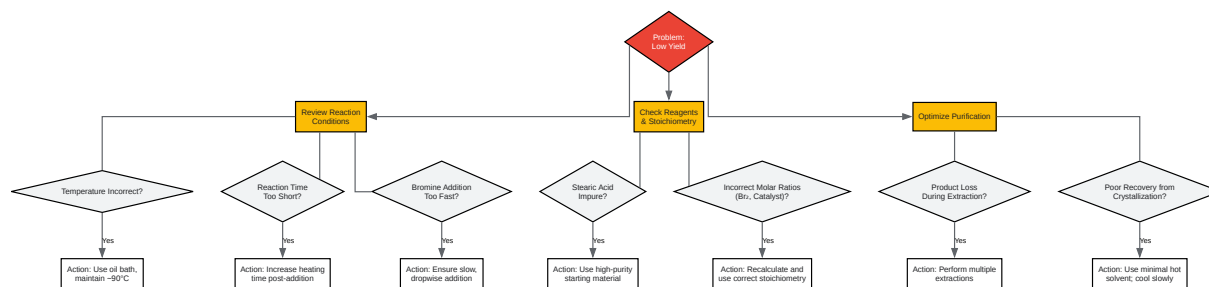 Problem:
Low Yield
Review Reaction
Conditions
Check Reagents
& Stoichiometry
Optimize Purification
Temperature Incorrect?
Reaction Time
Too Short?
Bromine Addition
Too Fast?
Stearic Acid
Impure?
Incorrect Molar Ratios
(Br₂, Catalyst)?
Product Loss
During Extraction?
Poor Recovery from
Crystallization?
Yes
Yes
Yes
Yes
Yes
Yes
Yes
Action: Use oil bath,
maintain ~90°C
Action: Increase heating
time post-addition
Action: Ensure slow,
dropwise addition
Action: Use high-purity
starting material
Action: Recalculate and
use correct stoichiometry
Action: Perform multiple
extractions
Action: Use minimal hot
solvent; cool slowly